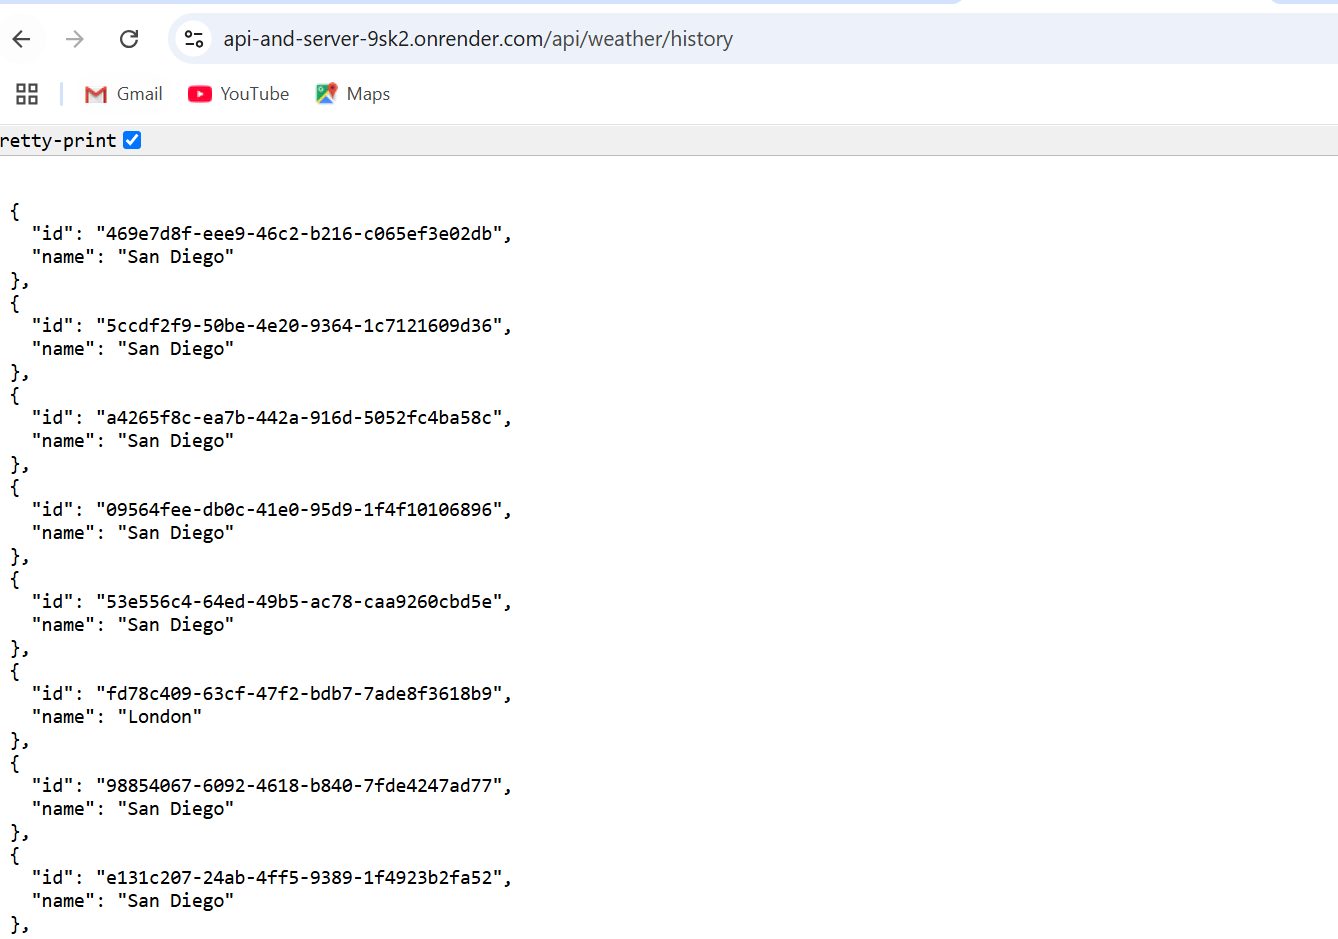 api-and-server-9sk2.onrender.com/api/weather/history
Gmail YouTube Maps
retty-print
{
"id": "469e7d8f-eee9-46c2-b216-c065ef3e02db",
"name": "San Diego"
},
{
"id": "5ccdf2f9-50be-4e20-9364-1c7121609d36",
"name": "San Diego"
},
{
"id": "a4265f8c-ea7b-442a-916d-5052fc4ba58c",
"name": "San Diego"
},
{
"id": "09564fee-db0c-41e0-95d9-1f4f10106896",
"name": "San Diego"
},
{
"id": "53e556c4-64ed-49b5-ac78-caa9260cbd5e",
"name": "San Diego"
},
{
"id": "fd78c409-63cf-47f2-bdb7-7ade8f3618b9",
"name": "London"
},
{
"id": "98854067-6092-4618-b840-7fde4247ad77",
"name": "San Diego"
},
{
"id": "e131c207-24ab-4ff5-9389-1f4923b2fa52",
"name": "San Diego"
},